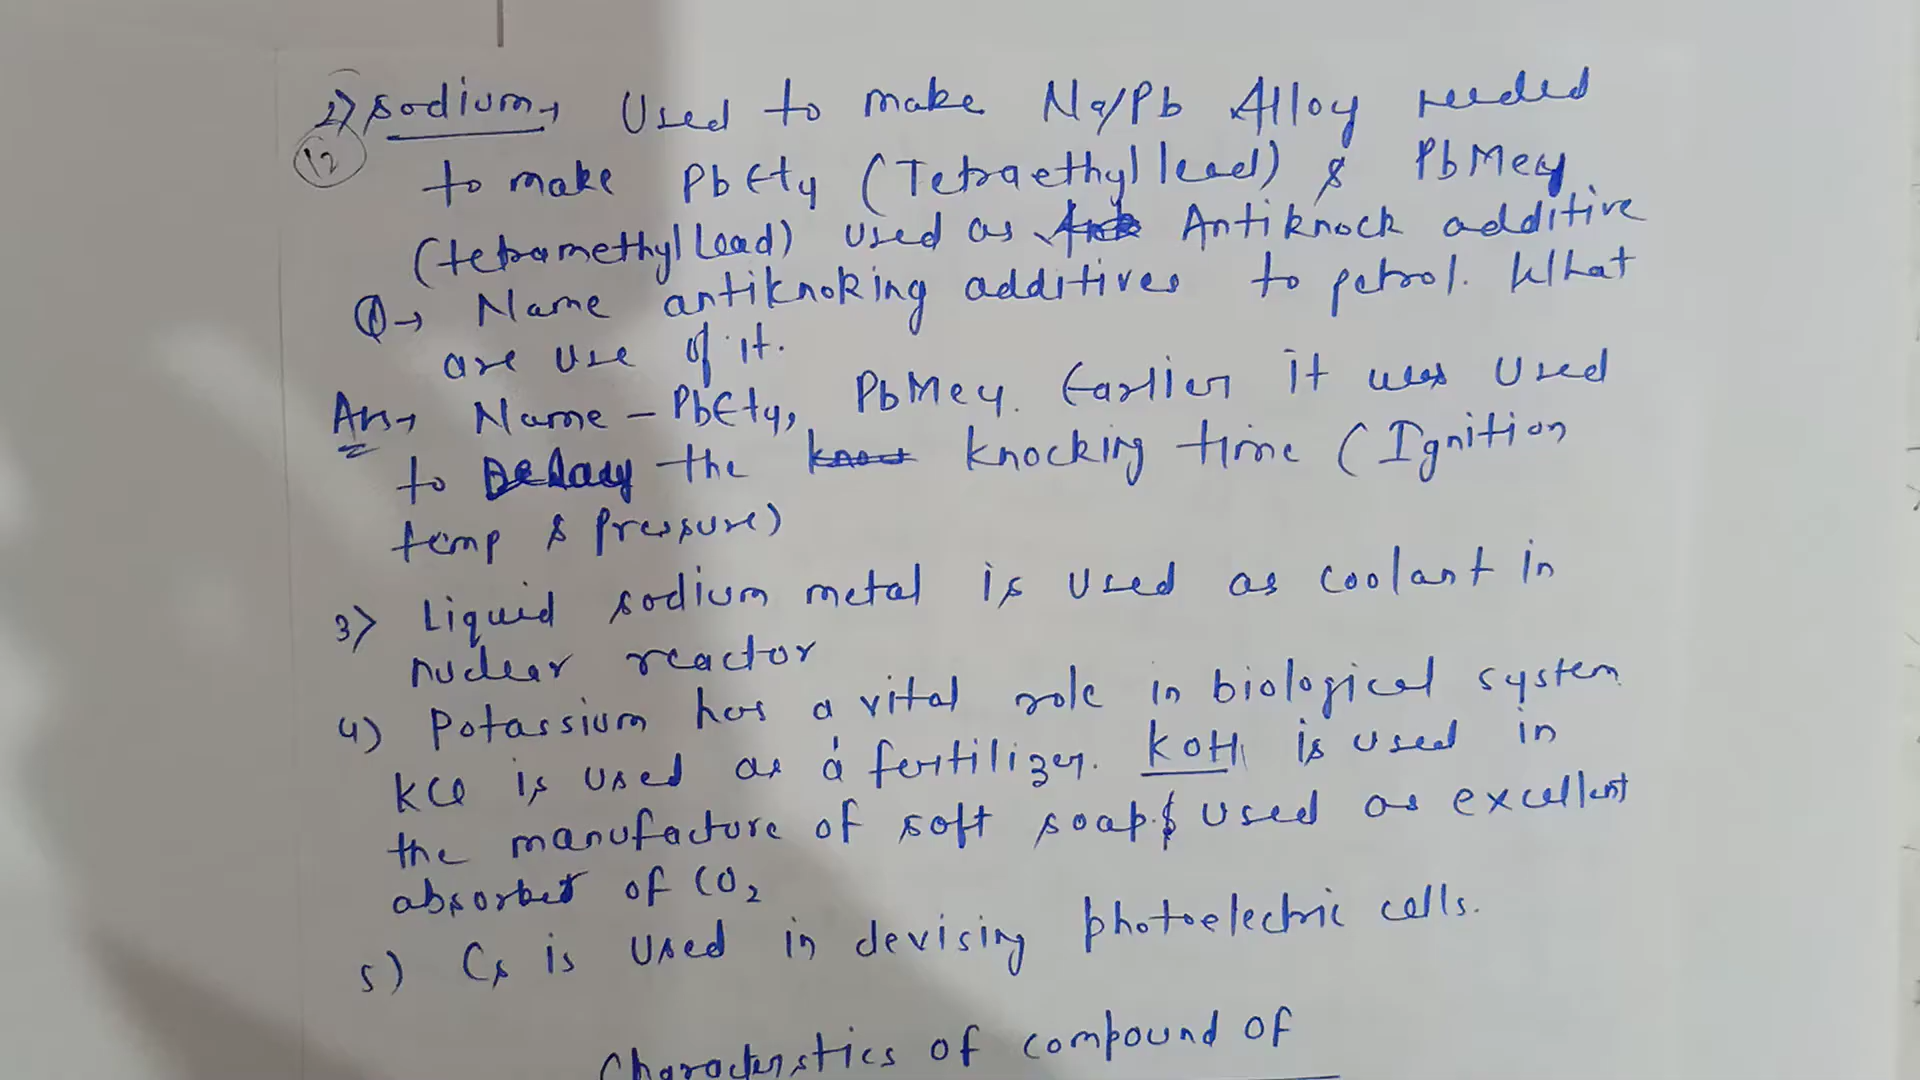 2) Sodium → Used to make Na/Pb Alloy needed
12
to make PbEt4 (Tetraethyl lead) & PbMe4
(tetramethyl lead) used as Antiknock additive
Q → Name antiknoking additives to petrol. What
are use of it.
Ans → Name - PbEt4, PbMe4. Earlier it was used
to Delay the knocking time (Ignition
temp & pressure)
3) Liquid sodium metal is used as coolant in
nuclear reactor
4) Potassium has a vital role in biological system
KCl is used as a fertilizer. KOH is used in
the manufacture of soft soap & used as excellent
absorbet of CO2
5) Cs is used in devising photoelectric cells.
Characterstics of compound of